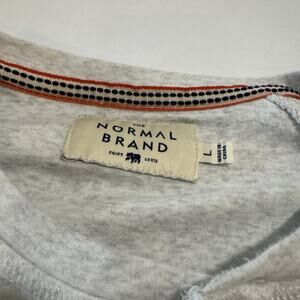 THE
NORMAL
BRAND
SAINT LOUIS
L
MADE IN
CHINA